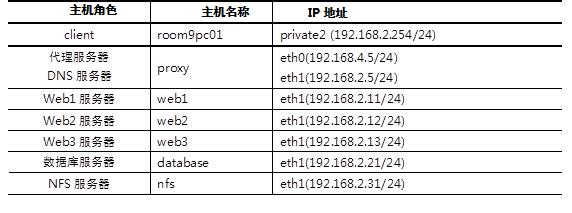 主机角色 主机名称 IP 地址
client room9pc01 private2 (192.168.2.254/24)
代理服务器 eth0(192.168.4.5/24)
proxy
DNS 服务器 eth1(192.168.2.5/24)
Web1 服务器 web1 eth1(192.168.2.11/24)
Web2 服务器 web2 eth1(192.168.2.12/24)
Web3 服务器 web3 eth1(192.168.2.13/24)
数据库服务器 database eth1(192.168.2.21/24)
NFS 服务器 nfs eth1(192.168.2.31/24)